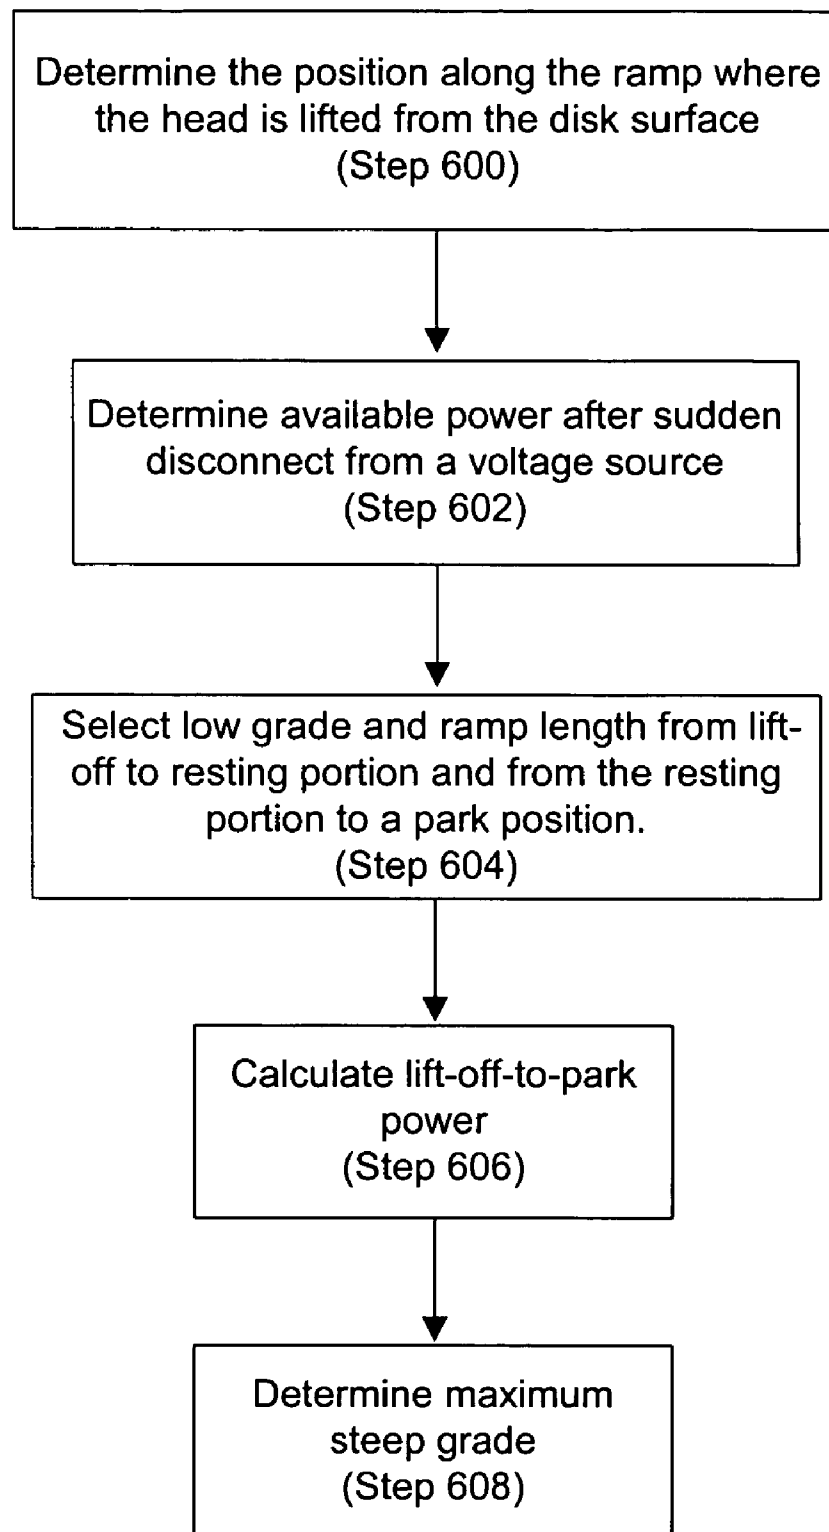 Determine the position along the ramp where
the head is lifted from the disk surface
(Step 600)
Determine available power after sudden
disconnect from a voltage source
(Step 602)
Select low grade and ramp length from lift-
off to resting portion and from the resting
portion to a park position.
(Step 604)
Calculate lift-off-to-park
power
(Step 606)
Determine maximum
steep grade
(Step 608)